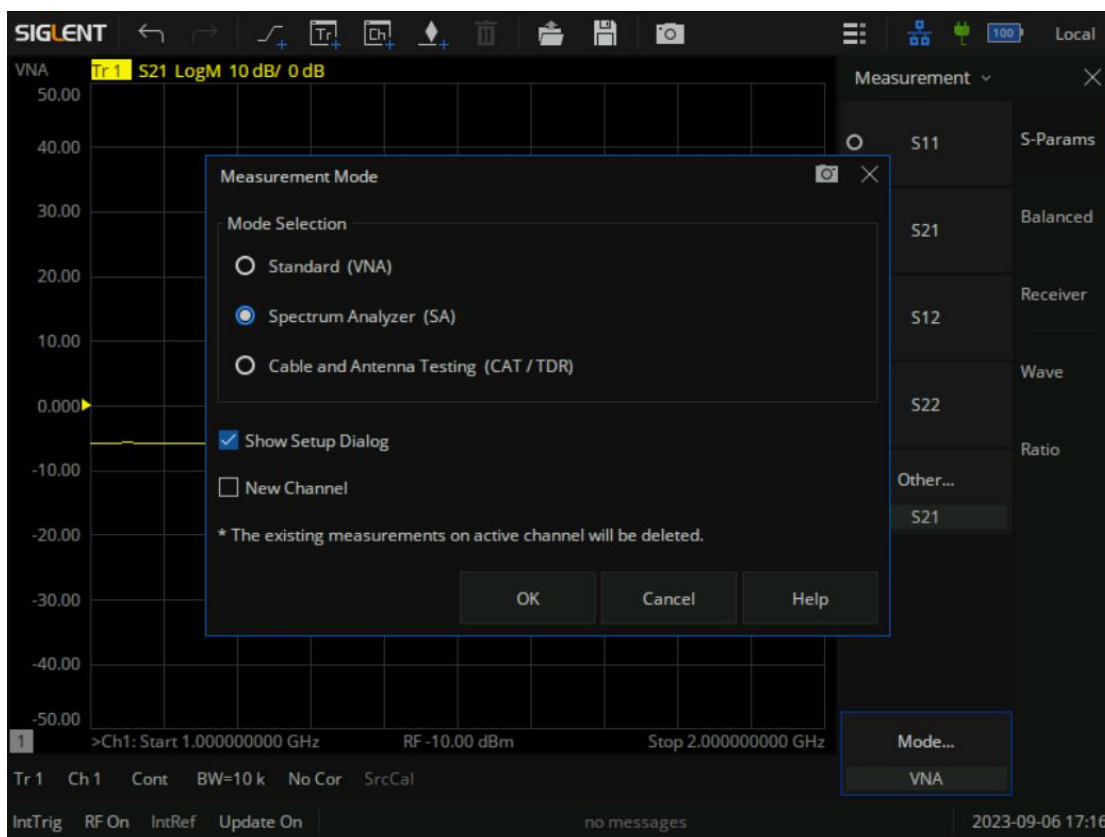 SIGLENT Tr Ch 100 Local
VNA Tr 1 S21 LogM 10 dB/ 0 dB
Measurement
50.00
40.00
30.00
20.00
10.00
0.000
-10.00
-20.00
-30.00
-40.00
-50.00
Measurement Mode
Mode Selection
Standard (VNA)
Spectrum Analyzer (SA)
Cable and Antenna Testing (CAT / TDR)
Show Setup Dialog
New Channel
* The existing measurements on active channel will be deleted.
OK Cancel Help
S11
S21
S12
S22
Other...
S21
S-Params
Balanced
Receiver
Wave
Ratio
Mode...
VNA
1 >Ch1: Start 1.000000000 GHz RF -10.00 dBm Stop 2.000000000 GHz
Tr 1 Ch 1 Cont BW=10 k No Cor SrcCal
IntTrig RF On IntRef Update On no messages 2023-09-06 17:16